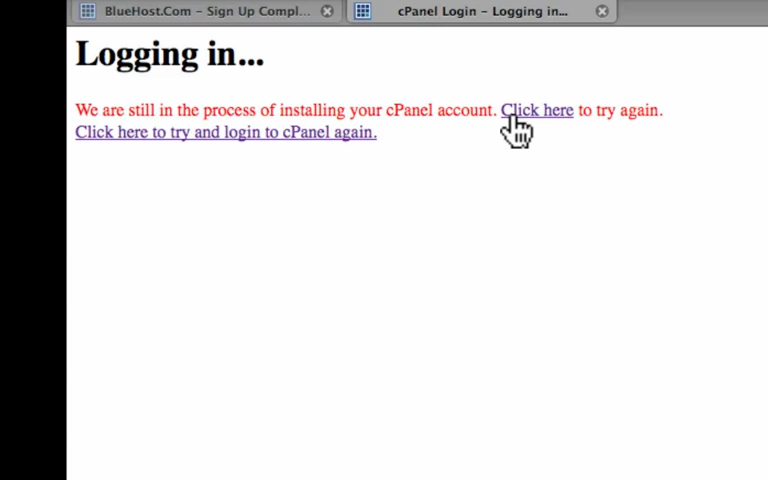 BlueHost.Com – Sign Up Compl...
cPanel Login – Logging in...
Logging in...
We are still in the process of installing your cPanel account. Click here to try again.
Click here to try and login to cPanel again.